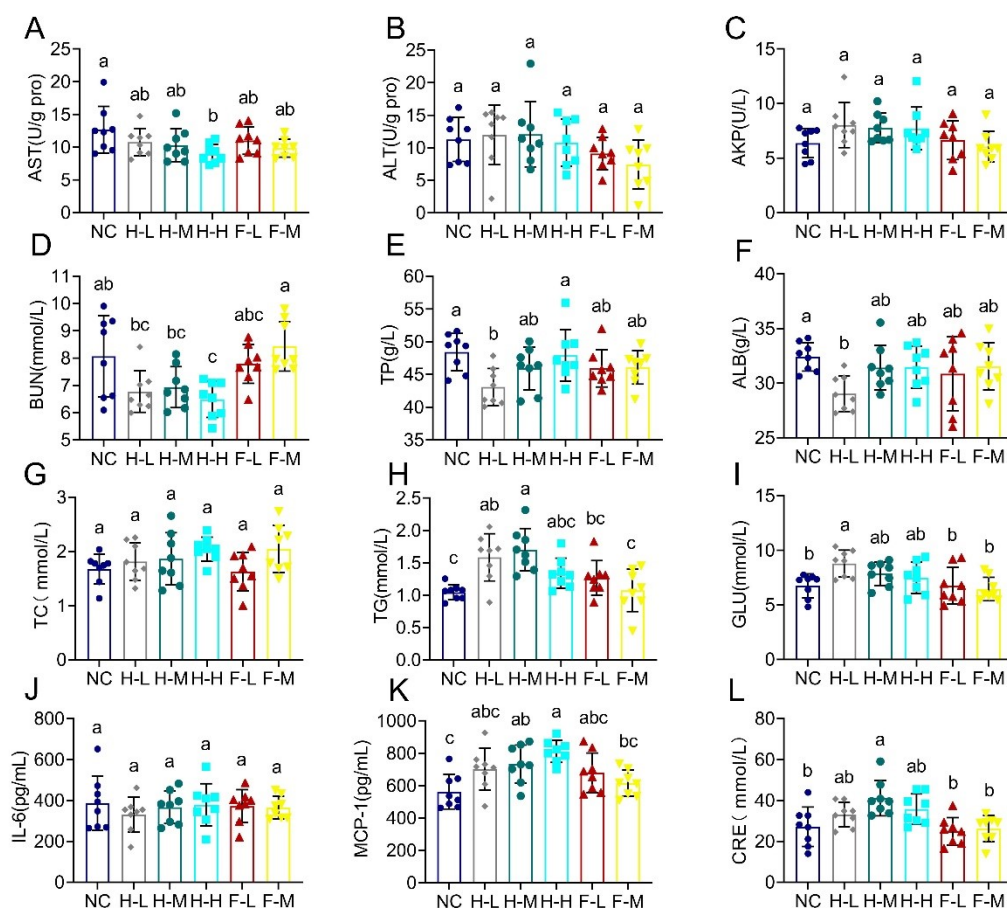 A
AST(U/g pro)
25
20
15
10
5
0
a
ab
ab
b
ab
ab
NC H-L H-M H-H F-L F-M
B
ALT(U/g pro)
25
20
15
10
5
0
a
a
a
a
a
a
NC H-L H-M H-H F-L F-M
C
AKP(U/L)
15
10
5
0
a
a
a
a
a
a
NC H-L H-M H-H F-L F-M
D
BUN(mmol/L)
11
10
9
8
7
6
5
ab
bc
bc
c
abc
a
NC H-L H-M H-H F-L F-M
E
TP(g/L)
60
55
50
45
40
35
a
b
ab
a
ab
ab
NC H-L H-M H-H F-L F-M
F
ALB(g/L)
40
35
30
25
a
b
ab
ab
ab
ab
NC H-L H-M H-H F-L F-M
G
TC( mmol/L)
3
2
1
0
a
a
a
a
a
a
NC H-L H-M H-H F-L F-M
H
TG(mmol/L)
2.5
2.0
1.5
1.0
0.5
0.0
c
ab
a
abc
bc
c
NC H-L H-M H-H F-L F-M
I
GLU(mmol/L)
15
10
5
0
b
a
ab
ab
b
b
NC H-L H-M H-H F-L F-M
J
IL-6(pg/mL)
800
600
400
200
0
a
a
a
a
a
a
NC H-L H-M H-H F-L F-M
K
MCP-1(pg/mL)
1000
800
600
400
200
0
c
abc
ab
a
abc
bc
NC H-L H-M H-H F-L F-M
L
CRE( mmol/L)
60
40
20
0
b
ab
a
ab
b
b
NC H-L H-M H-H F-L F-M